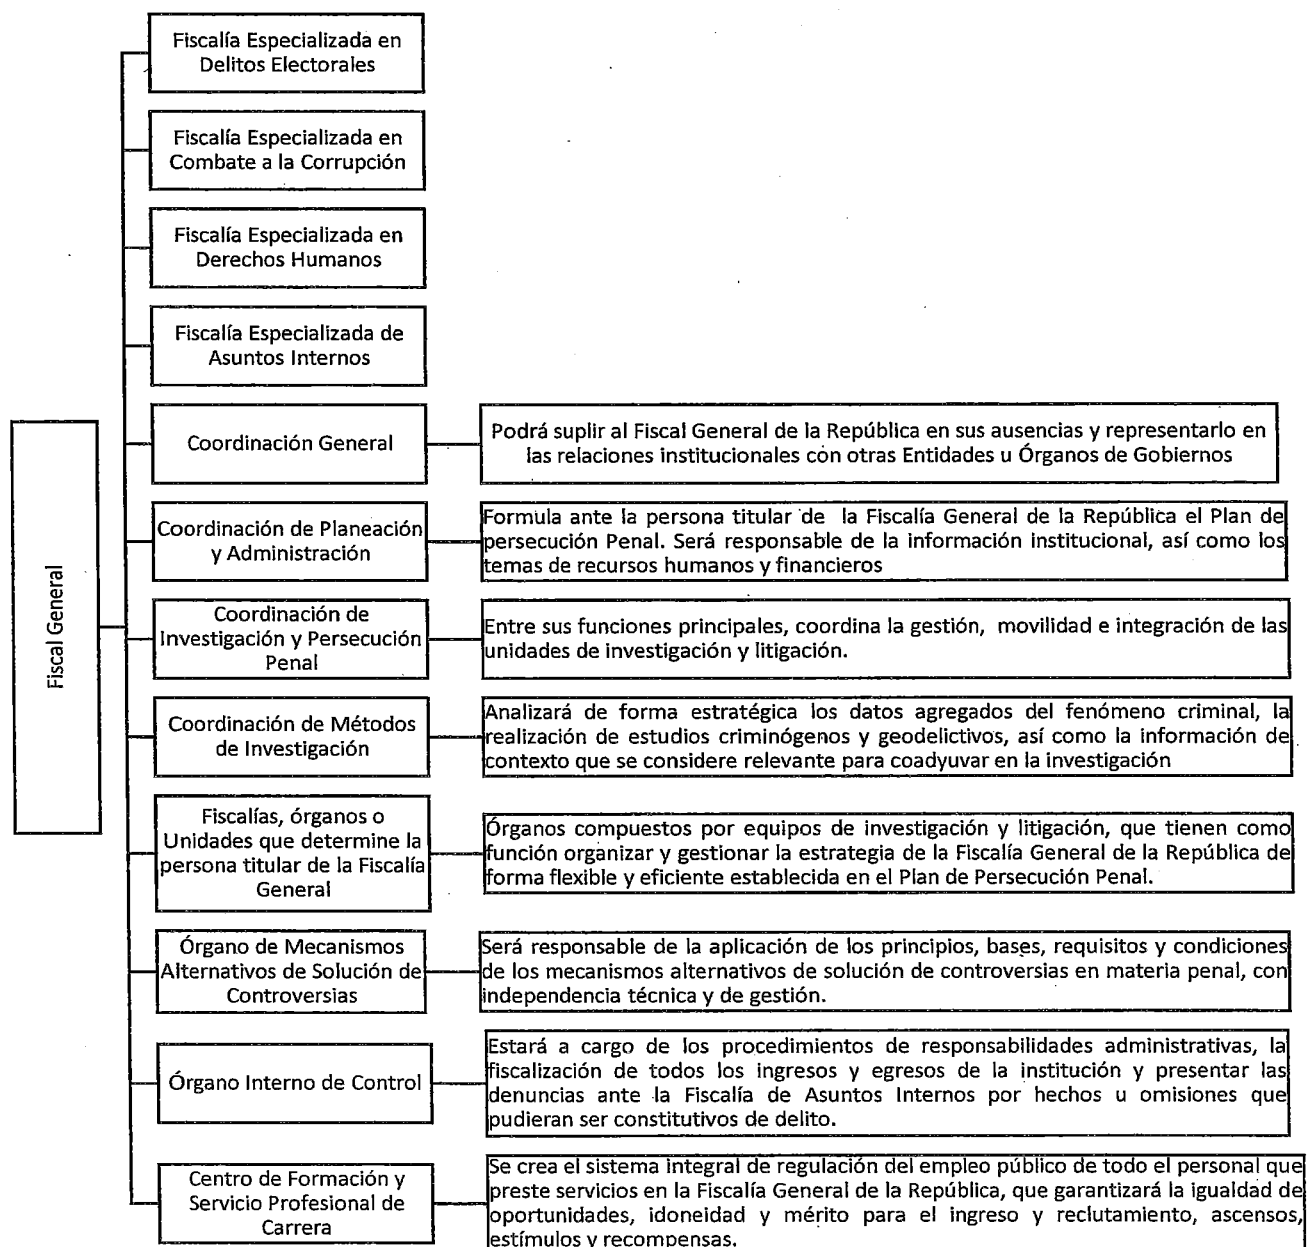 Fiscalía Especializada en
Delitos Electorales
Fiscalía Especializada en
Combate a la Corrupción
Fiscalía Especializada en
Derechos Humanos
Fiscalía Especializada de
Asuntos Internos
Fiscal General
Coordinación General
Podrá suplir al Fiscal General de la República en sus ausencias y representarlo en
las relaciones institucionales con otras Entidades u Órganos de Gobiernos
Coordinación de Planeación
y Administración
Formula ante la persona titular de la Fiscalía General de la República el Plan de
persecución Penal. Será responsable de la información institucional, así como los
temas de recursos humanos y financieros
Coordinación de
Investigación y Persecución
Penal
Entre sus funciones principales, coordina la gestión, movilidad e integración de las
unidades de investigación y litigación.
Coordinación de Métodos
de Investigación
Analizará de forma estratégica los datos agregados del fenómeno criminal, la
realización de estudios criminógenos y geodelictivos, así como la información de
contexto que se considere relevante para coadyuvar en la investigación
Fiscalías, órganos o
Unidades que determine la
persona titular de la Fiscalía
General
Órganos compuestos por equipos de investigación y litigación, que tienen como
función organizar y gestionar la estrategia de la Fiscalía General de la República de
forma flexible y eficiente establecida en el Plan de Persecución Penal.
Órgano de Mecanismos
Alternativos de Solución de
Controversias
Será responsable de la aplicación de los principios, bases, requisitos y condiciones
de los mecanismos alternativos de solución de controversias en materia penal, con
independencia técnica y de gestión.
Órgano Interno de Control
Estará a cargo de los procedimientos de responsabilidades administrativas, la
fiscalización de todos los ingresos y egresos de la institución y presentar las
denuncias ante la Fiscalía de Asuntos Internos por hechos u omisiones que
pudieran ser constitutivos de delito.
Centro de Formación y
Servicio Profesional de
Carrera
Se crea el sistema integral de regulación del empleo público de todo el personal que
preste servicios en la Fiscalía General de la República, que garantizará la igualdad de
oportunidades, idoneidad y mérito para el ingreso y reclutamiento, ascensos,
estímulos y recompensas.